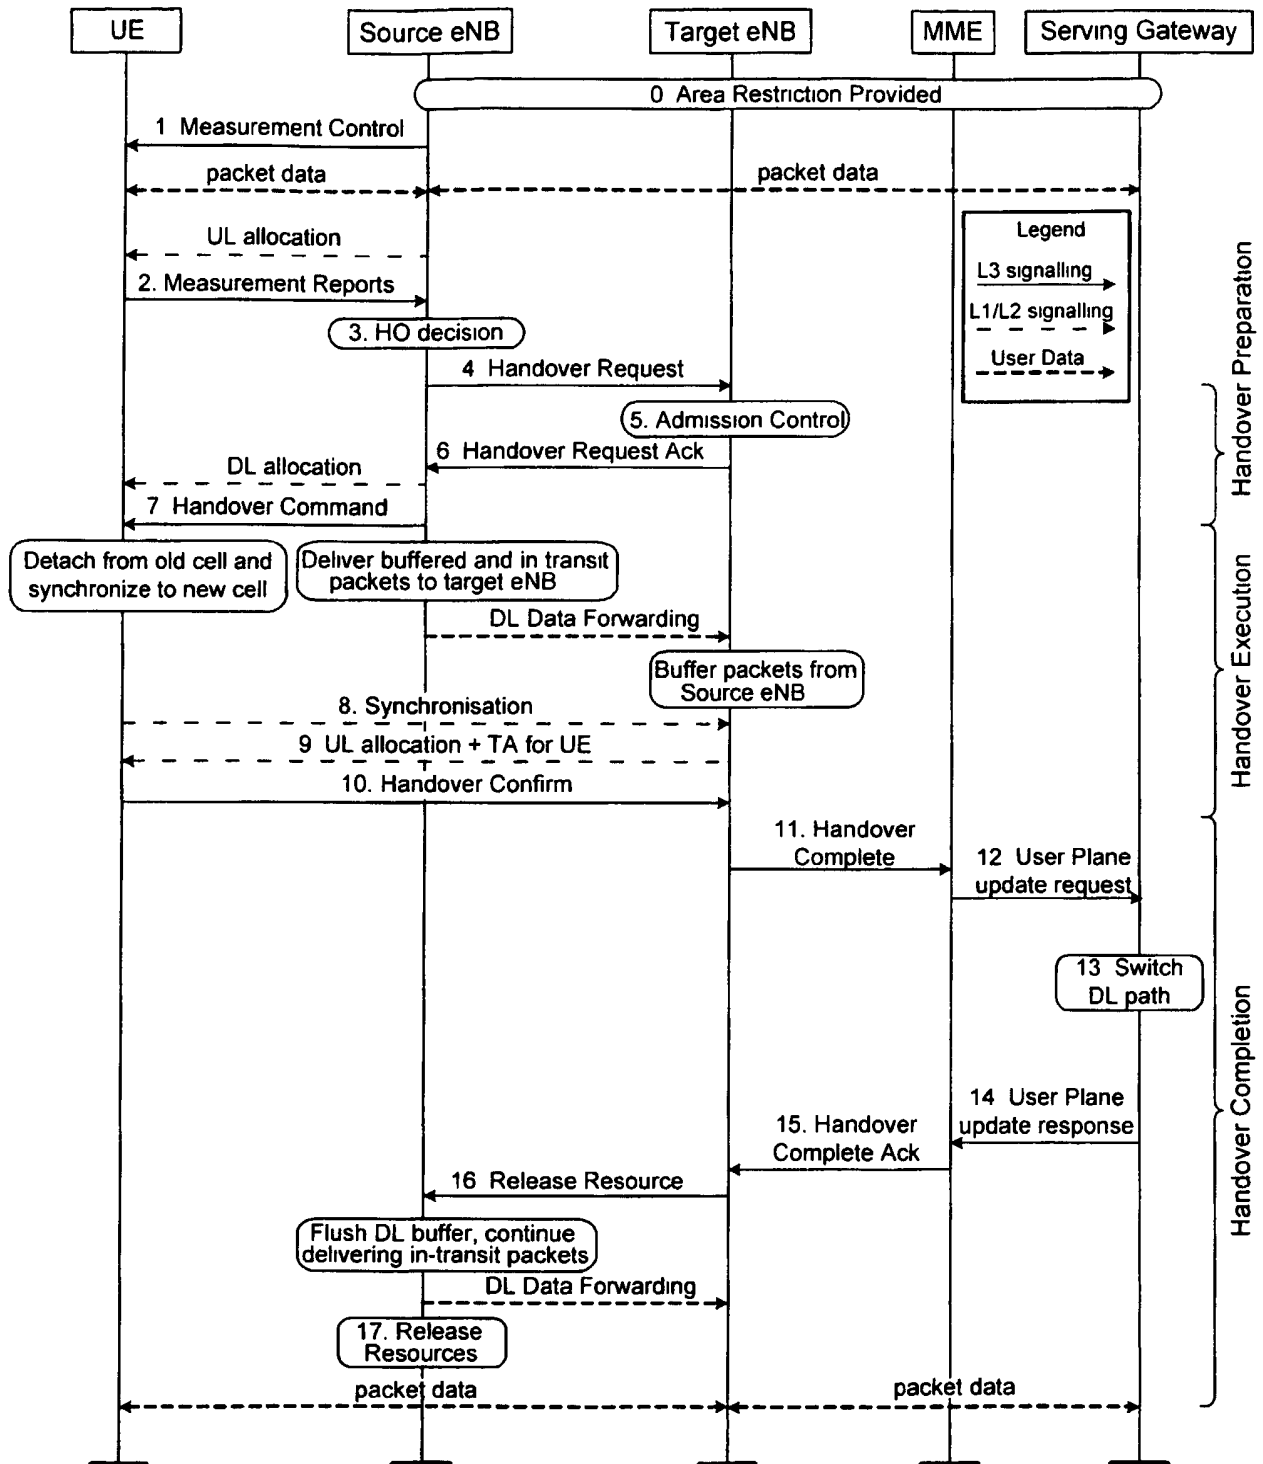 UE
Source eNB
Target eNB
MME
Serving Gateway
0 Area Restriction Provided
1 Measurement Control
packet data
packet data
UL allocation
Legend
L3 signalling
L1/L2 signalling
User Data
2. Measurement Reports
3. HO decision
4 Handover Request
5. Admission Control
6 Handover Request Ack
DL allocation
7 Handover Command
Handover Preparation
Detach from old cell and
synchronize to new cell
Deliver buffered and in transit
packets to target eNB
DL Data Forwarding
Buffer packets from
Source eNB
8. Synchronisation
9 UL allocation + TA for UE
10. Handover Confirm
Handover Execution
11. Handover
Complete
12 User Plane
update request
13 Switch
DL path
14 User Plane
update response
15. Handover
Complete Ack
16 Release Resource
Flush DL buffer, continue
delivering in-transit packets
DL Data Forwarding
17. Release
Resources
packet data
packet data
Handover Completion